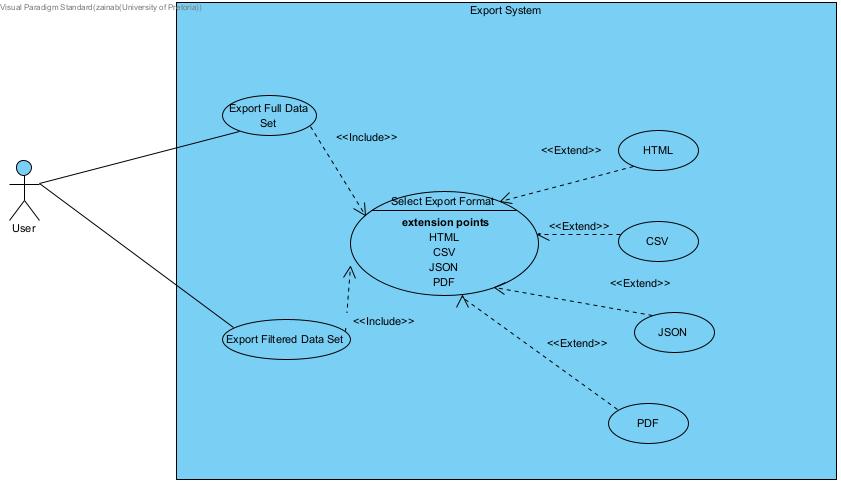 Visual Paradigm Standard(zainab(University of Pretoria))
Export System
Export Full Data
Set
<<Include>>
<<Extend>>
HTML
Select Export Format
extension points
HTML
CSV
JSON
PDF
<<Extend>>
CSV
User
<<Extend>>
<<Include>>
JSON
Export Filtered Data Set
<<Extend>>
PDF